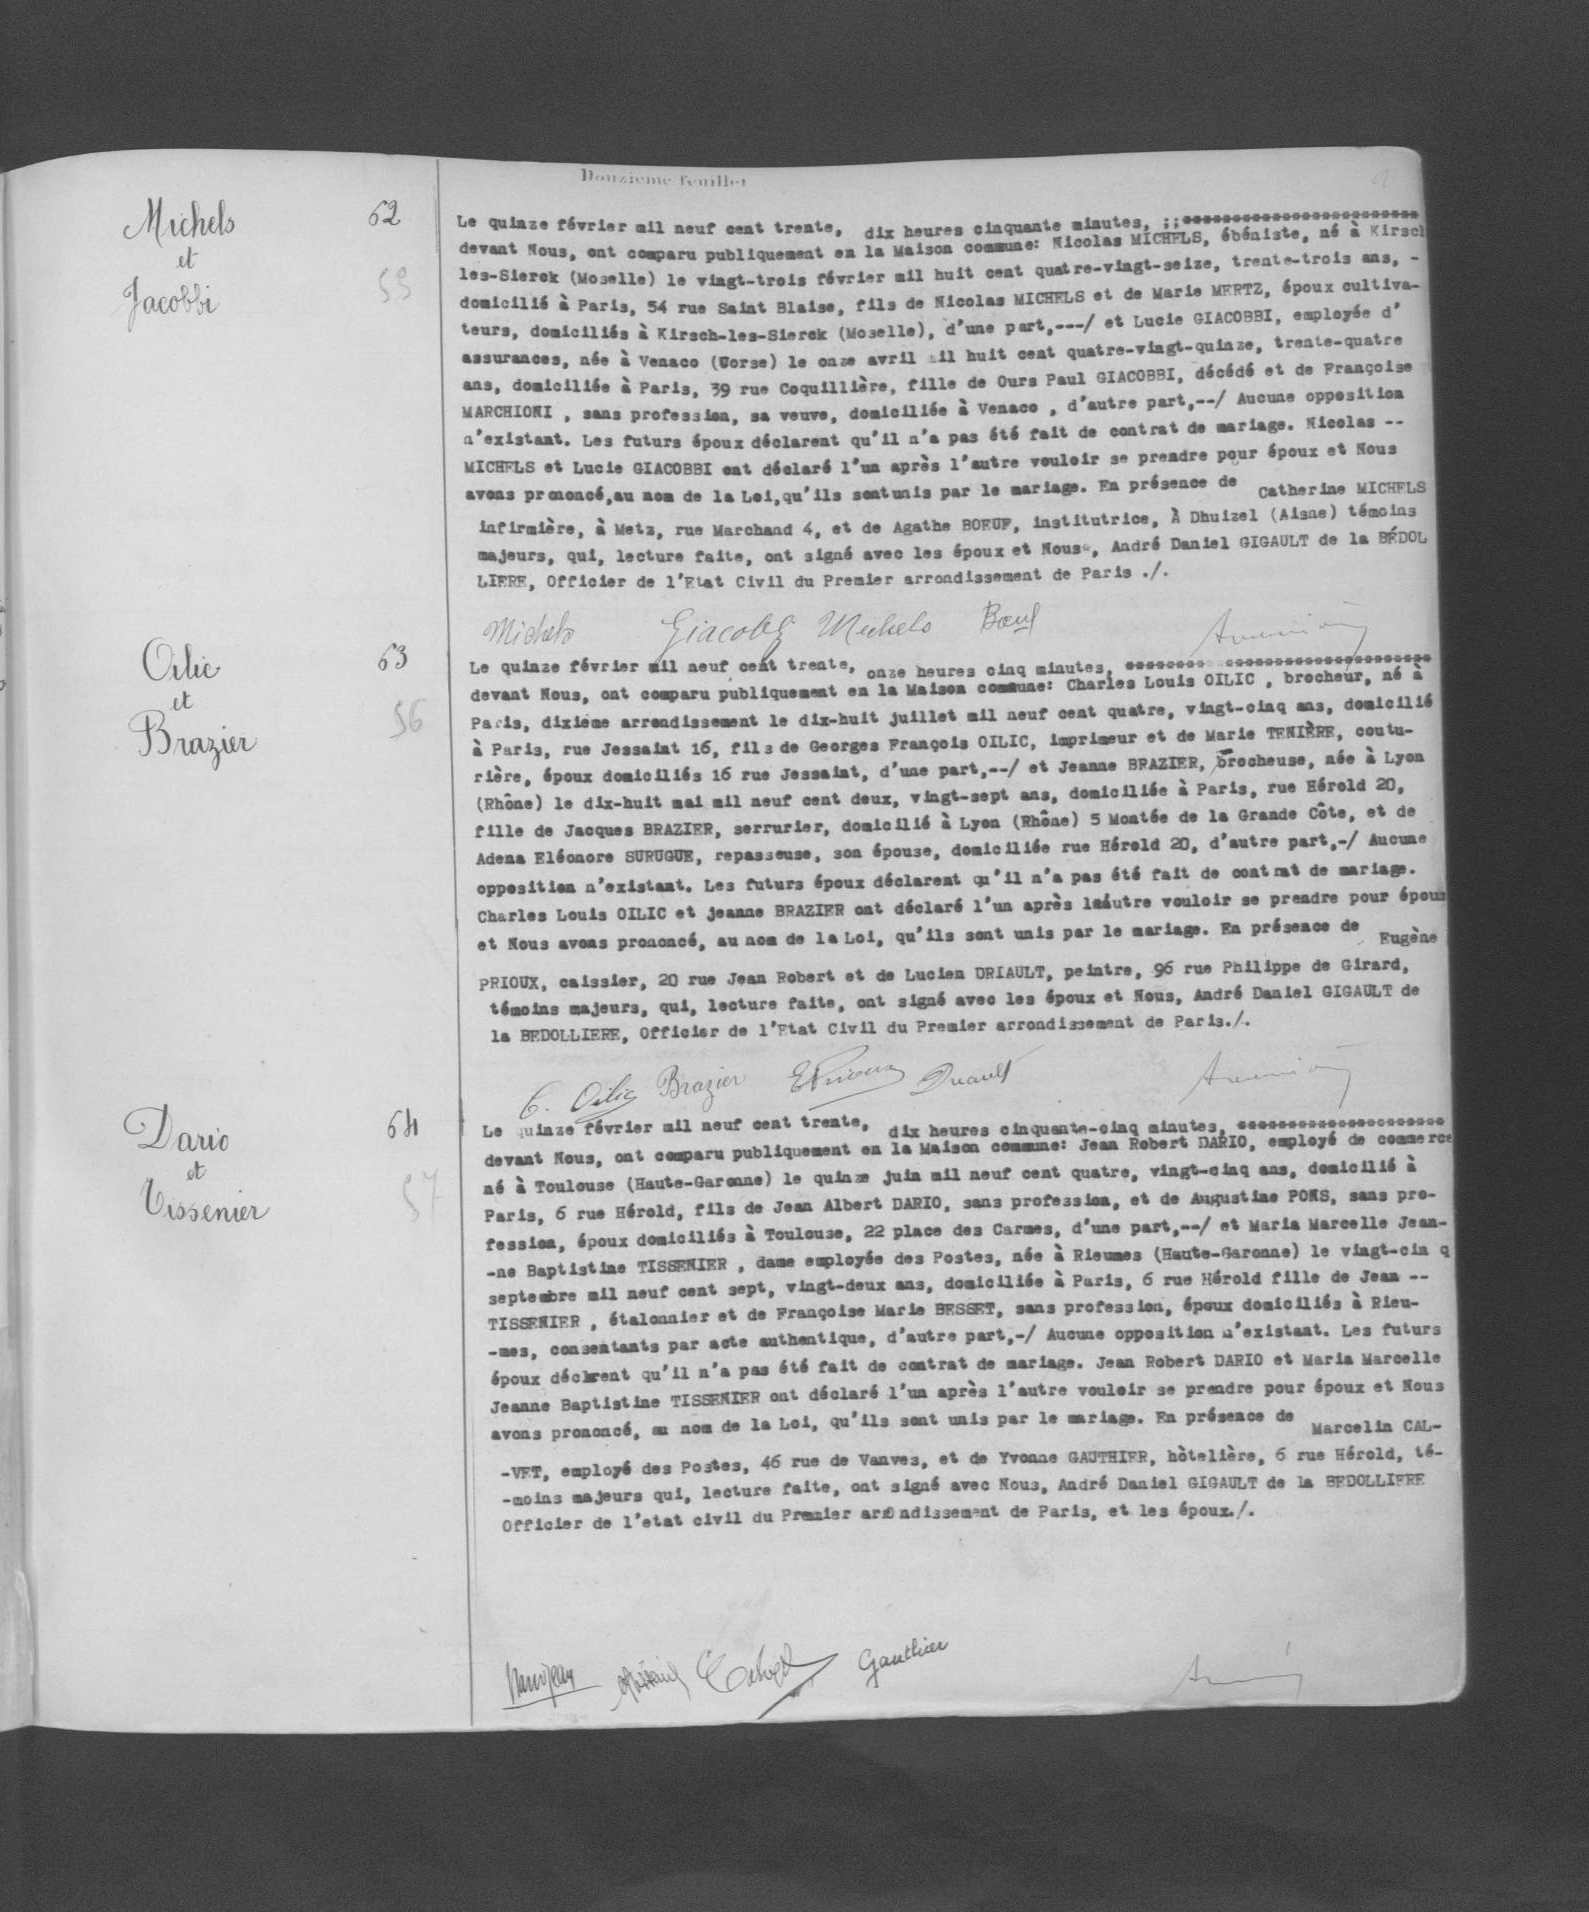 Douzième feuillet
Michels
et
Jacobbi
62
55
Le quinze février mil neuf cent trente, dix heures cinquante minutes, ;;************************
devant Nous, ont comparu publiquement en la Maison commune: Nicolas MICHELS, ébéniste, né à Kirsch
les-Sierck (Moselle) le vingt-trois février mil huit cent quatre-vingt-seize, trente-trois ans, -
domicilié à Paris, 54 rue Saint Blaise, fils de Nicolas MICHELS et de Marie MERTZ, époux cultiva-
teurs, domiciliés à Kirsch-les-Sierck (Moselle), d'une part,---/ et Lucie GIACOBBI, employée d'
assurances, née à Venaco (Corse) le onze avril mil huit cent quatre-vingt-quinze, trente-quatre
ans, domiciliée à Paris, 39 rue Coquillière, fille de Ours Paul GIACOBBI, décédé et de Françoise
MARCHIONI , sans profession, sa veuve, domiciliée à Venaco , d'autre part,--/ Aucune opposition
n'existant. Les futurs époux déclarent qu'il n'a pas été fait de contrat de mariage. Nicolas --
MICHELS et Lucie GIACOBBI ont déclaré l'un après l'autre vouloir se prendre pour époux et Nous
avons prononcé,au nom de la Loi,qu'ils sontunis par le mariage. En présence de Catherine MICHELS
infirmière, à Metz, rue Marchand 4, et de Agathe BOEUF, institutrice, À Dhuizel (Aisne) témoins
majeurs, qui, lecture faite, ont signé avec les époux et Nous, André Daniel GIGAULT de la BÉDOL
LIERE, Officier de l'Etat Civil du Premier arrondissement de Paris ./.
Michels Giacobbi Michels Boeuf
Oilic
et
Brazier
63
56
Le quinze février mil neuf cent trente, onze heures cinq minutes, ******************************
devant Nous, ont comparu publiquement en la Maison commune: Charles Louis OILIC , brocheur, né à
Paris, dixième arrondissement le dix-huit juillet mil neuf cent quatre, vingt-cinq ans, domicilié
à Paris, rue Jessaint 16, fils de Georges François OILIC, imprimeur et de Marie TENIÈRE, coutu-
rière, époux domiciliés 16 rue Jessaint, d'une part,--/ et Jeanne BRAZIER, brocheuse, née à Lyon
(Rhône) le dix-huit mai mil neuf cent deux, vingt-sept ans, domiciliée à Paris, rue Hérold 20,
fille de Jacques BRAZIER, serrurier, domicilié à Lyon (Rhône) 5 Montée de la Grande Côte, et de
Adena Eléonore SURUGUE, repasseuse, son épouse, domiciliée rue Hérold 20, d'autre part,-/ Aucune
opposition n'existant. Les futurs époux déclarent qu'il n'a pas été fait de contrat de mariage.
Charles Louis OILIC et jeanne BRAZIER ont déclaré l'un après l'autre vouloir se prendre pour époux
et Nous avons prononcé, au nom de la Loi, qu'ils sont unis par le mariage. En présence de Eugène
PRIOUX, caissier, 20 rue Jean Robert et de Lucien DRIAULT, peintre, 96 rue Philippe de Girard,
témoins majeurs, qui, lecture faite, ont signé avec les époux et Nous, André Daniel GIGAULT de
la BEDOLLIERE, Officier de l'Etat Civil du Premier arrondissement de Paris./.
C. Oilic Brazier EPrioux Driault
Dario
et
Tissenier
64
57
Le quinze février mil neuf cent trente, dix heures cinquante-cinq minutes, *********************
devant Nous, ont comparu publiquement en la Maison commune: Jean Robert DARIO, employé de commerce
né à Toulouse (Haute-Garonne) le quinze juin mil neuf cent quatre, vingt-cinq ans, domicilié à
Paris, 6 rue Hérold, fils de Jean Albert DARIO, sans profession, et de Augustine PONS, sans pro-
fession, époux domiciliés à Toulouse, 22 place des Carmes, d'une part,--/ et Maria Marcelle Jean-
-ne Baptistine TISSENIER , dame employée des Postes, née à Rieumes (Haute-Garonne) le vingt-cin q
septembre mil neuf cent sept, vingt-deux ans, domiciliée à Paris, 6 rue Hérold fille de Jean --
TISSENIER , étalonnier et de Françoise Marie BESSET, sans profession, époux domiciliés à Rieu-
-mes, consentants par acte authentique, d'autre part,-/ Aucune opposition n'existant. Les futurs
époux déclarent qu'il n'a pas été fait de contrat de mariage. Jean Robert DARIO et Maria Marcelle
Jeanne Baptistine TISSENIER ont déclaré l'un après l'autre vouloir se prendre pour époux et Nous
avons prononcé, au nom de la Loi, qu'ils sont unis par le mariage. En présence de Marcelin CAL-
-VET, employé des Postes, 46 rue de Vanves, et de Yvonne GAUTHIER, hôtelière, 6 rue Hérold, té-
-moins majeurs qui, lecture faite, ont signé avec Nous, André Daniel GIGAULT de la BEDOLLIERE
Officier de l'etat civil du Premier arrondissement de Paris, et les époux./.
Calvet Gauthier